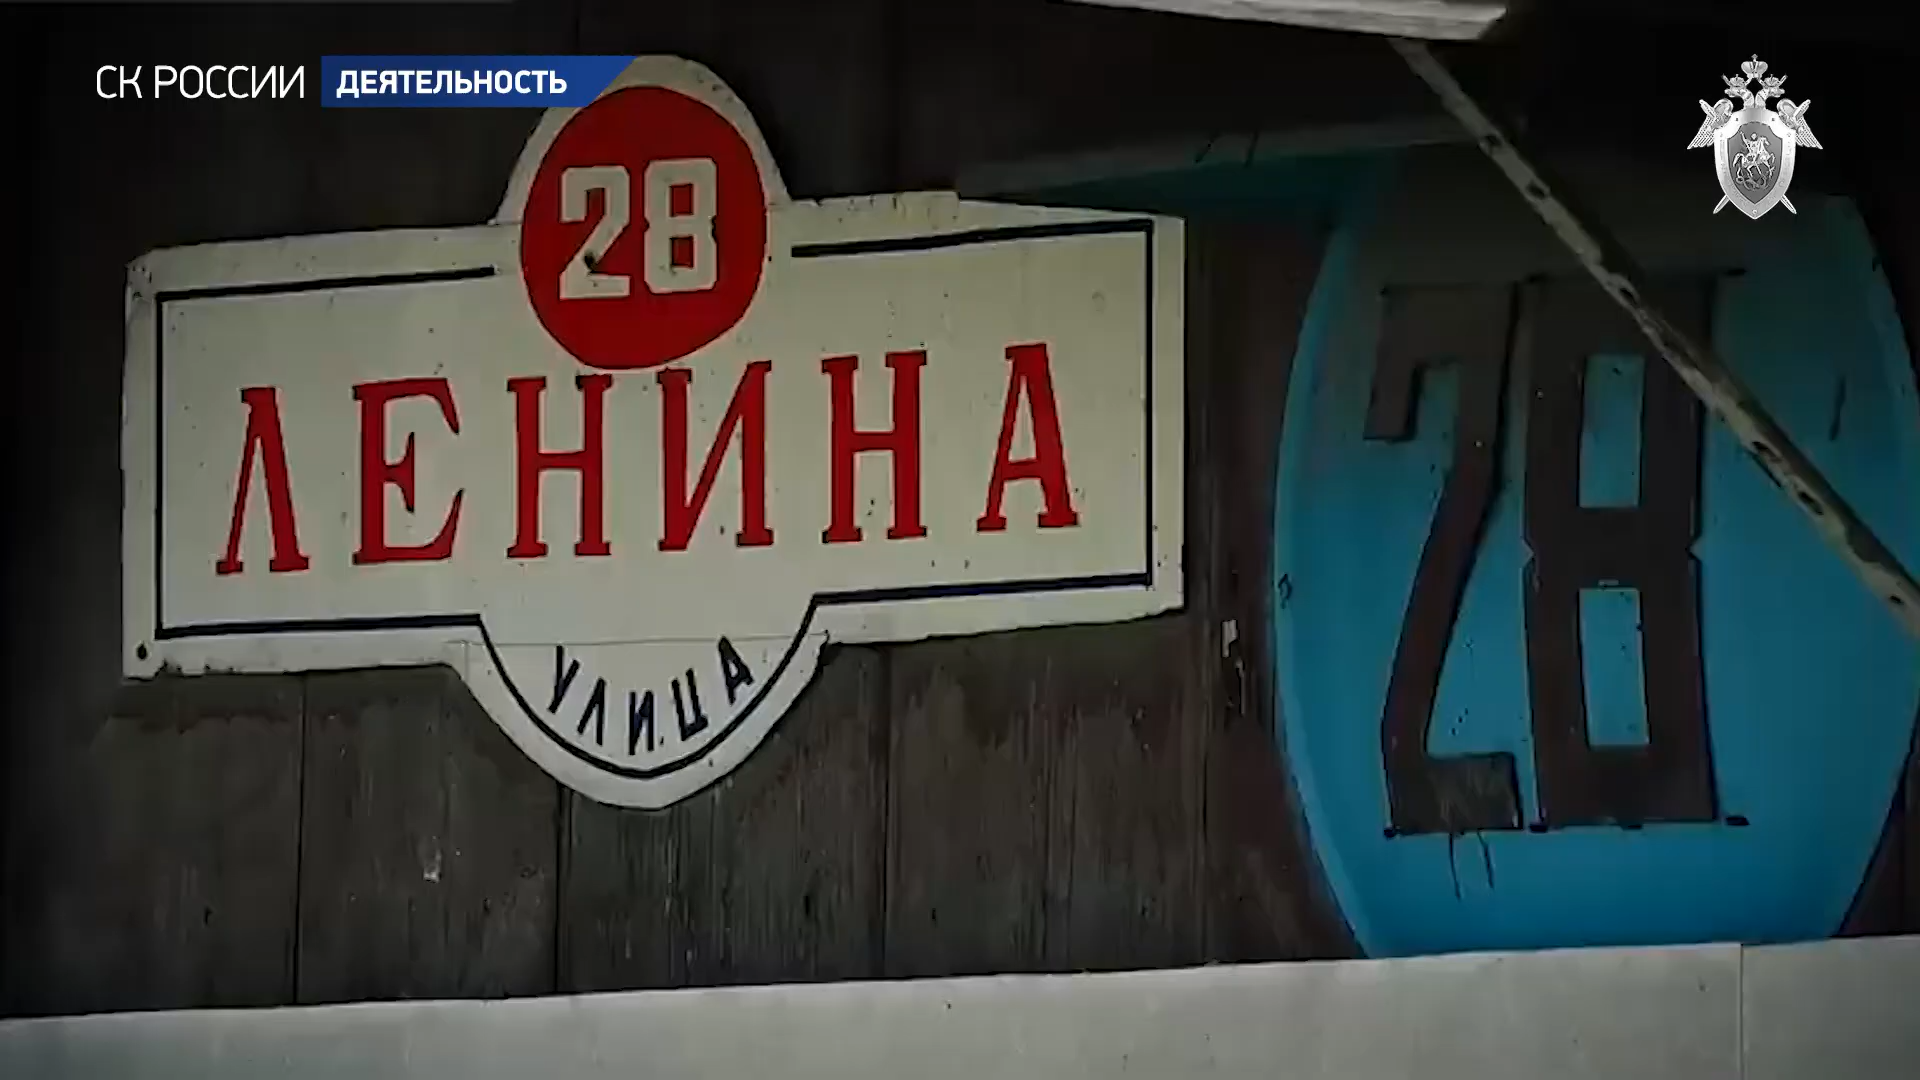 СК РОССИИ ДЕЯТЕЛЬНОСТЬ
28
ЛЕНИНА
УЛИЦА
28